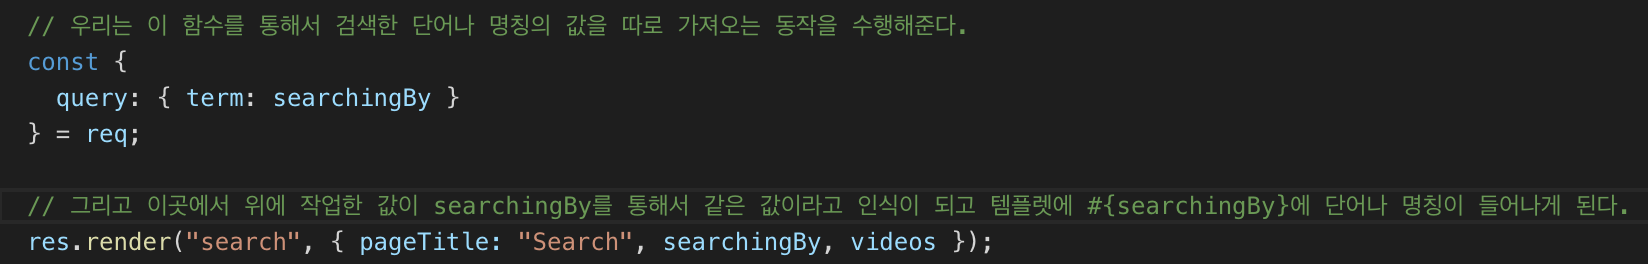 // 우리는 이 함수를 통해서 검색한 단어나 명칭의 값을 따로 가져오는 동작을 수행해준다.
const {
  query: { term: searchingBy }
} = req;
// 그리고 이곳에서 위에 작업한 값이 searchingBy를 통해서 같은 값이라고 인식이 되고 템플렛에 #{searchingBy}에 단어나 명칭이 들어나게 된다.
res.render("search", { pageTitle: "Search", searchingBy, videos });